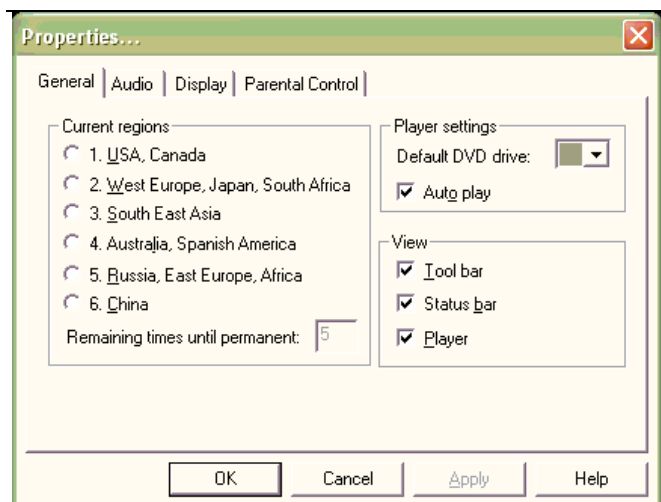 Properties...
General Audio Display Parental Control
Current regions
1. USA, Canada
2. West Europe, Japan, South Africa
3. South East Asia
4. Australia, Spanish America
5. Russia, East Europe, Africa
6. China
Remaining times until permanent: 5
Player settings
Default DVD drive:
Auto play
View
Tool bar
Status bar
Player
OK Cancel Apply Help